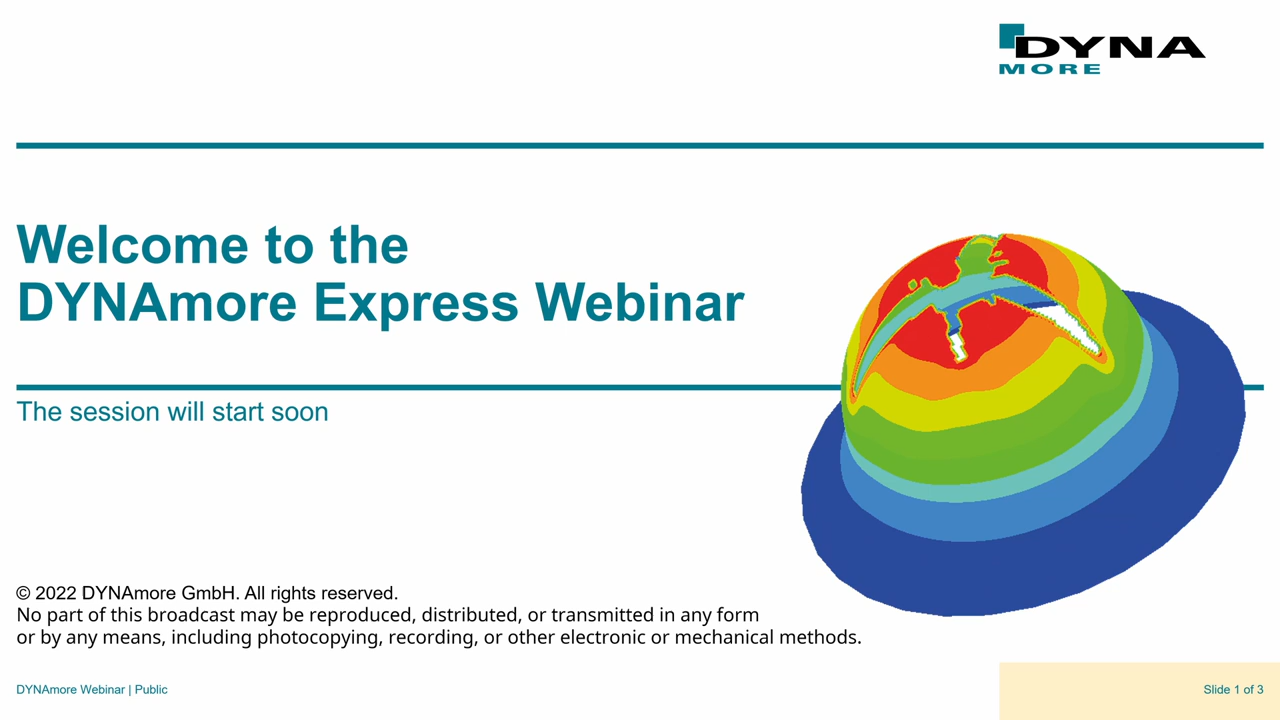 DYNA
MORE
Welcome to the
DYNAmore Express Webinar
The session will start soon
© 2022 DYNAmore GmbH. All rights reserved.
No part of this broadcast may be reproduced, distributed, or transmitted in any form
or by any means, including photocopying, recording, or other electronic or mechanical methods.
DYNAmore Webinar | Public
Slide 1 of 3